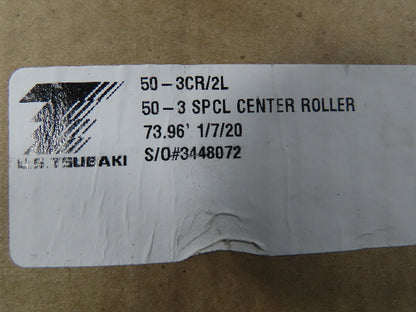 50-3CR/2L
50-3 SPCL CENTER ROLLER
73.96' 1/7/20
S/O#3448072
U.S. TSUBAKI